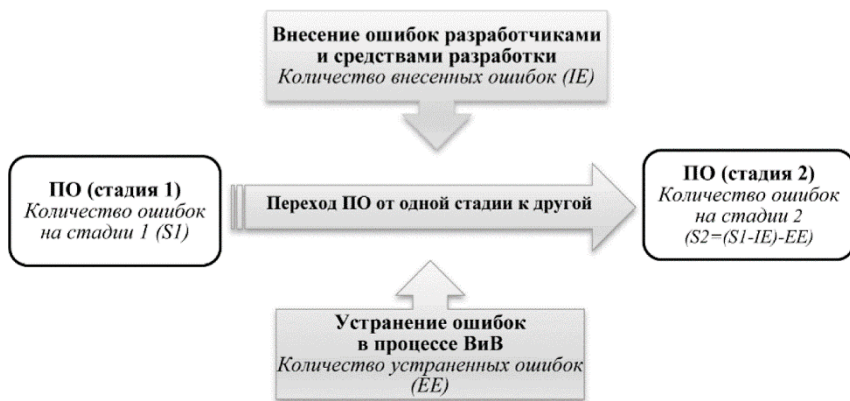 Внесение ошибок разработчиками
и средствами разработки
Количество внесенных ошибок (IE)
ПО (стадия 1)
Количество ошибок
на стадии 1 (S1)
Переход ПО от одной стадии к другой
ПО (стадия 2)
Количество ошибок
на стадии 2
(S2=(S1-IE)-EE)
Устранение ошибок
в процессе ВиВ
Количество устраненных ошибок
(EE)